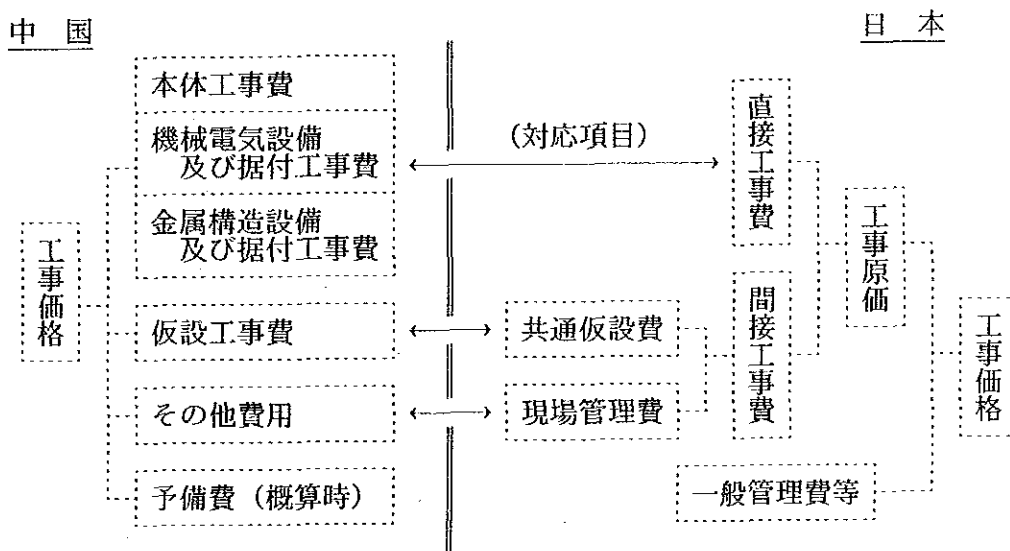 中 国
日 本
本体工事費
機械電気設備
及び据付工事費
金属構造設備
及び据付工事費
工事価格
仮設工事費
その他費用
予備費（概算時）
（対応項目）
直接工事費
共通仮設費
現場管理費
間接工事費
工事原価
一般管理費等
工事価格